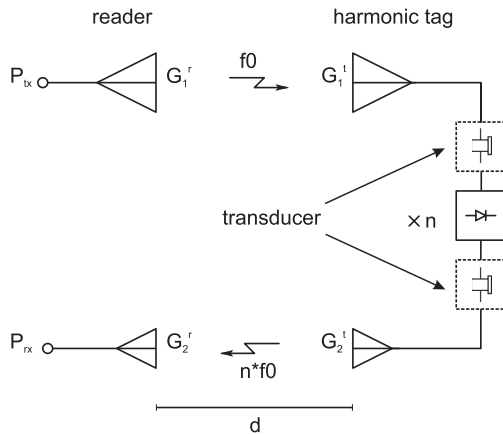 reader
harmonic tag
Ptx
G1r
f0
G1t
transducer
×n
Prx
G2r
n*f0
G2t
d